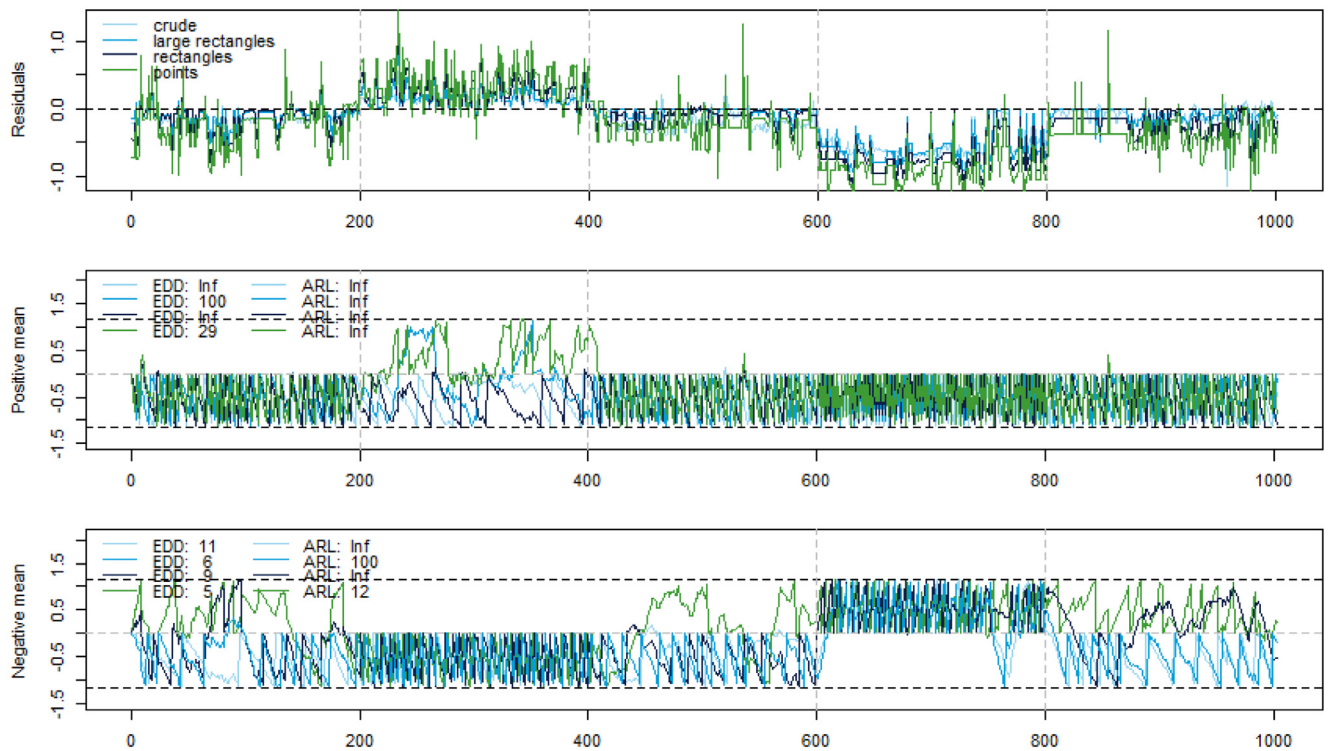 Residuals
1.0
0.0
-1.0
crude
large rectangles
rectangles
points
0 200 400 600 800 1000
Positive mean
1.5
0.5
-0.5
-1.5
EDD: Inf ARL: Inf
EDD: 100 ARL: Inf
EDD: Inf ARL: Inf
EDD: 29 ARL: Inf
0 200 400 600 800 1000
Negative mean
1.5
0.5
-0.5
-1.5
EDD: 11 ARL: Inf
EDD: 6 ARL: 100
EDD: 9 ARL: Inf
EDD: 5 ARL: 12
0 200 400 600 800 1000